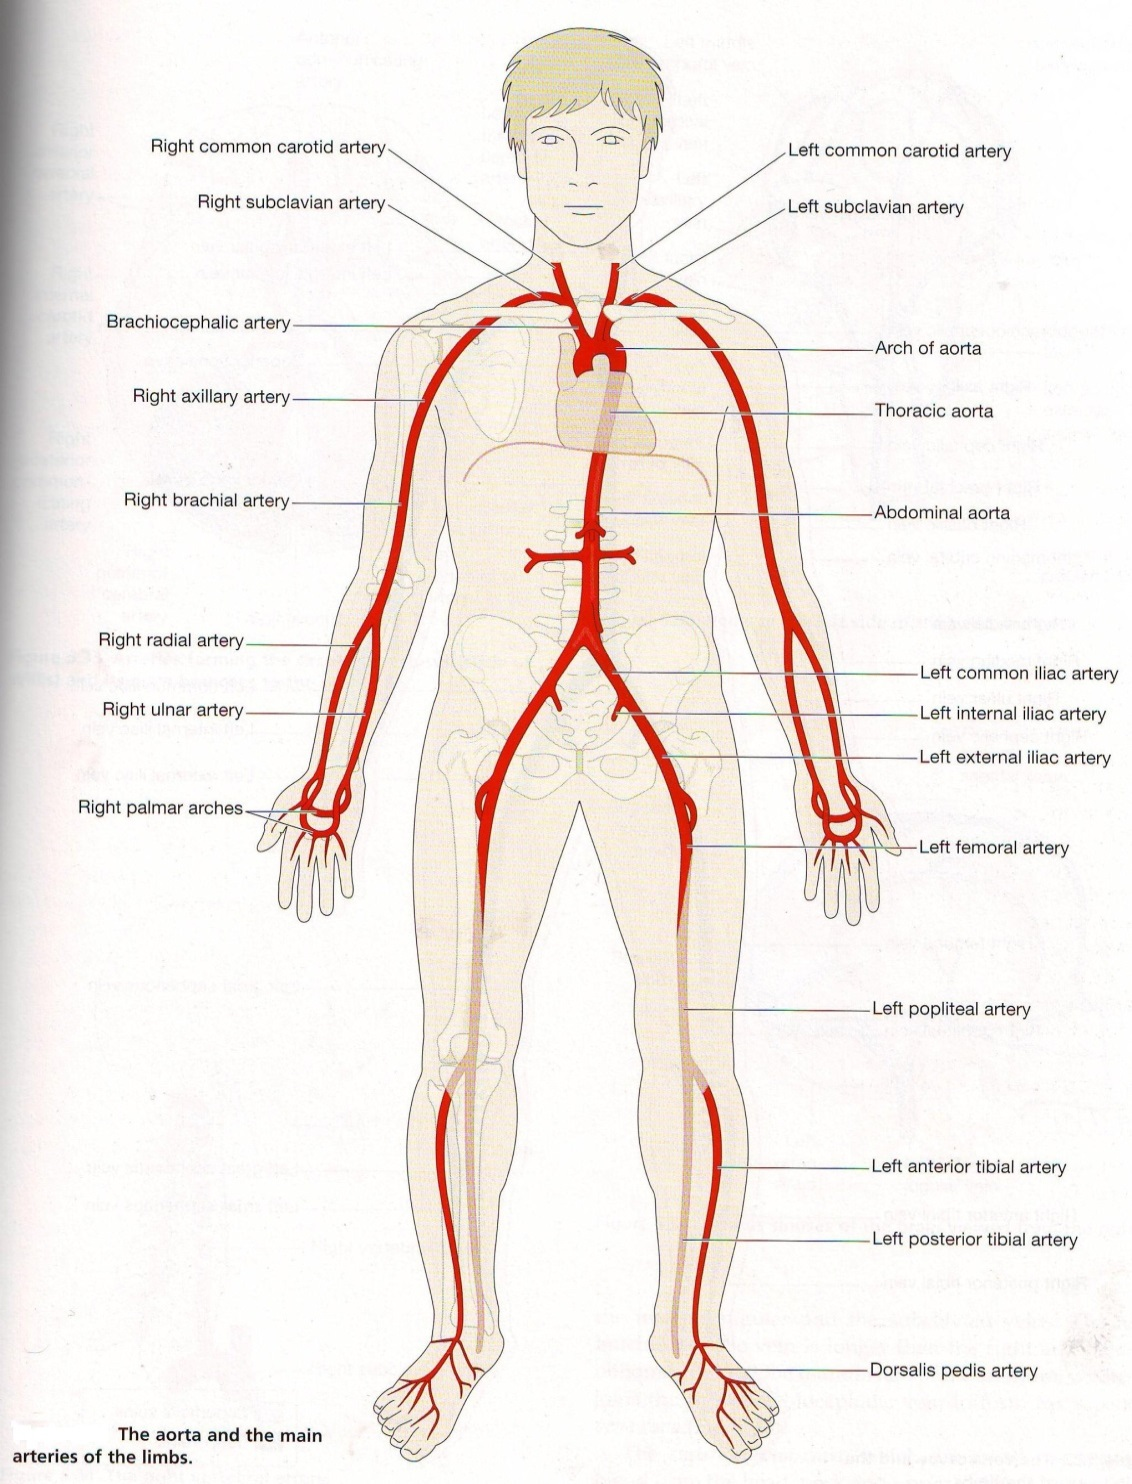 Right common carotid artery
Left common carotid artery
Right subclavian artery
Left subclavian artery
Brachiocephalic artery
Arch of aorta
Right axillary artery
Thoracic aorta
Right brachial artery
Abdominal aorta
Right radial artery
Left common iliac artery
Right ulnar artery
Left internal iliac artery
Left external iliac artery
Right palmar arches
Left femoral artery
Left popliteal artery
Left anterior tibial artery
Left posterior tibial artery
Dorsalis pedis artery
The aorta and the main
arteries of the limbs.